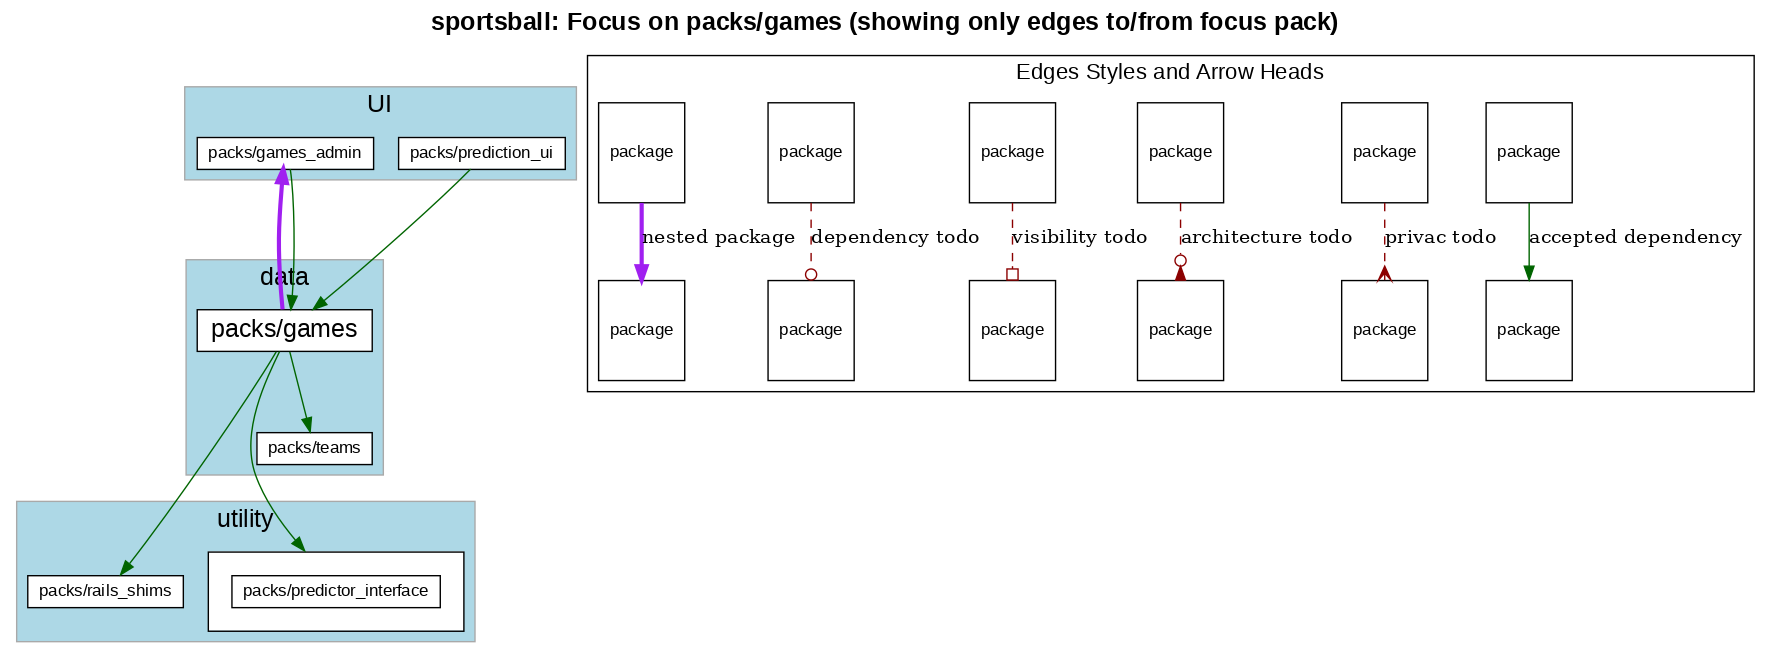 sportsball: Focus on packs/games (showing only edges to/from focus pack)
UI
packs/games_admin
packs/prediction_ui
data
packs/games
packs/teams
utility
packs/rails_shims
packs/predictor_interface
Edges Styles and Arrow Heads
package
package
package
package
package
package
nested package
dependency todo
visibility todo
architecture todo
privac todo
accepted dependency
package
package
package
package
package
package